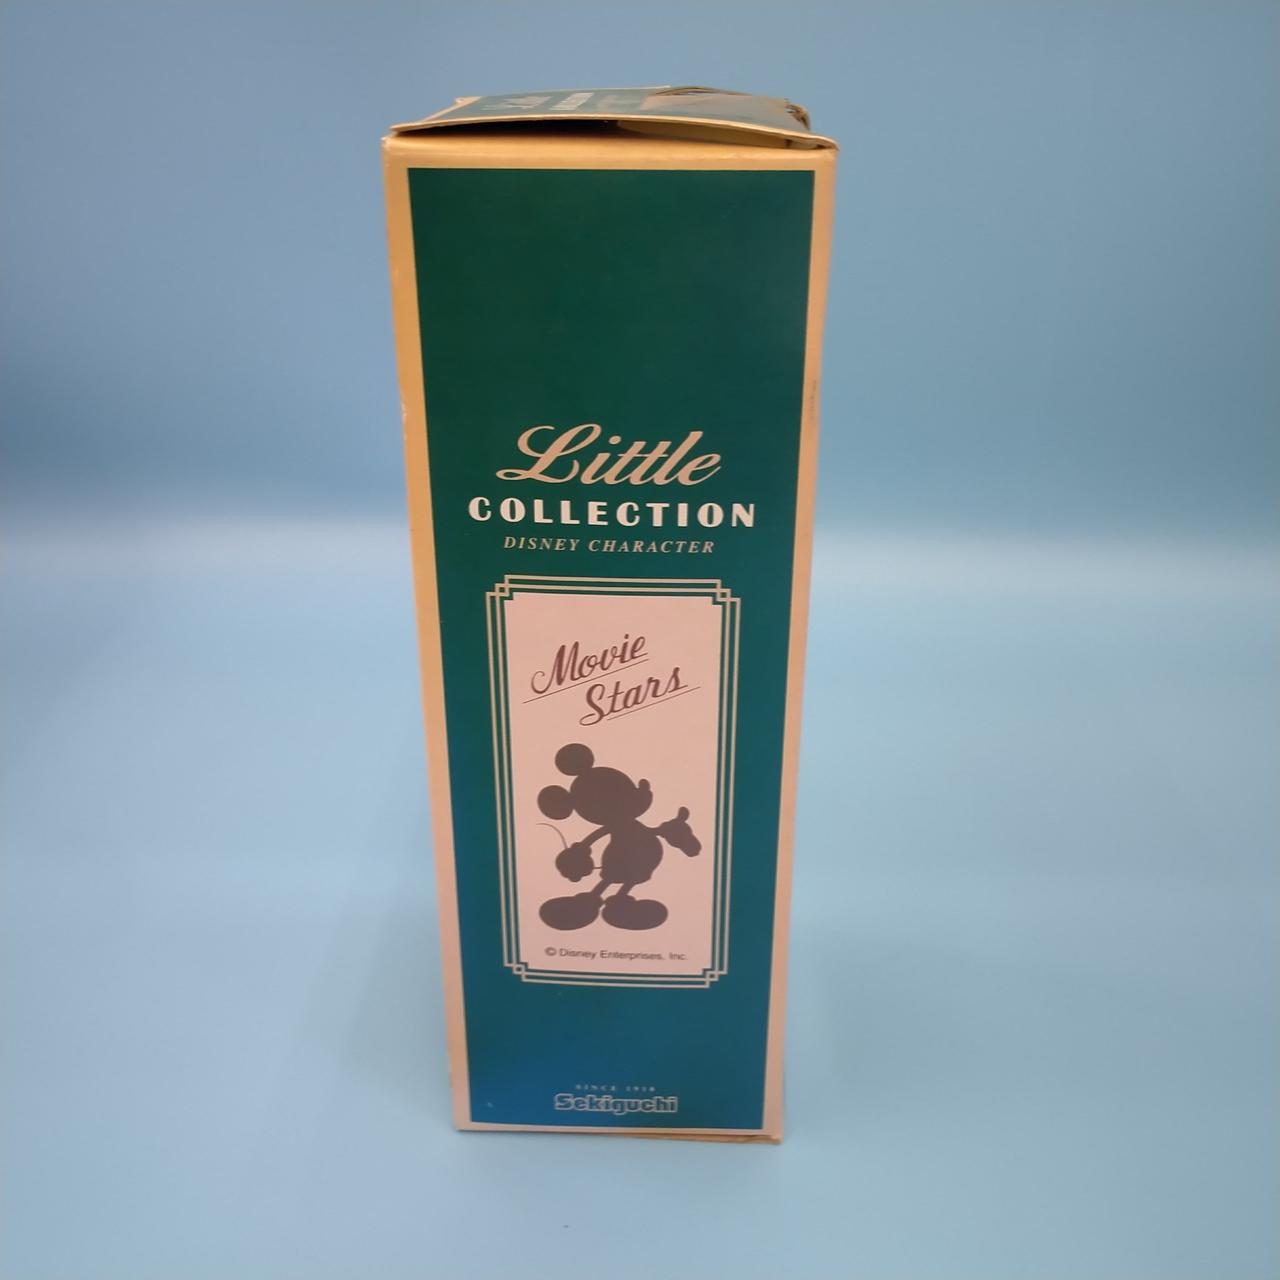 Little
COLLECTION
DISNEY CHARACTER
Movie
Stars
© Disney Enterprises, Inc.
SINCE 1918
Sekiguchi